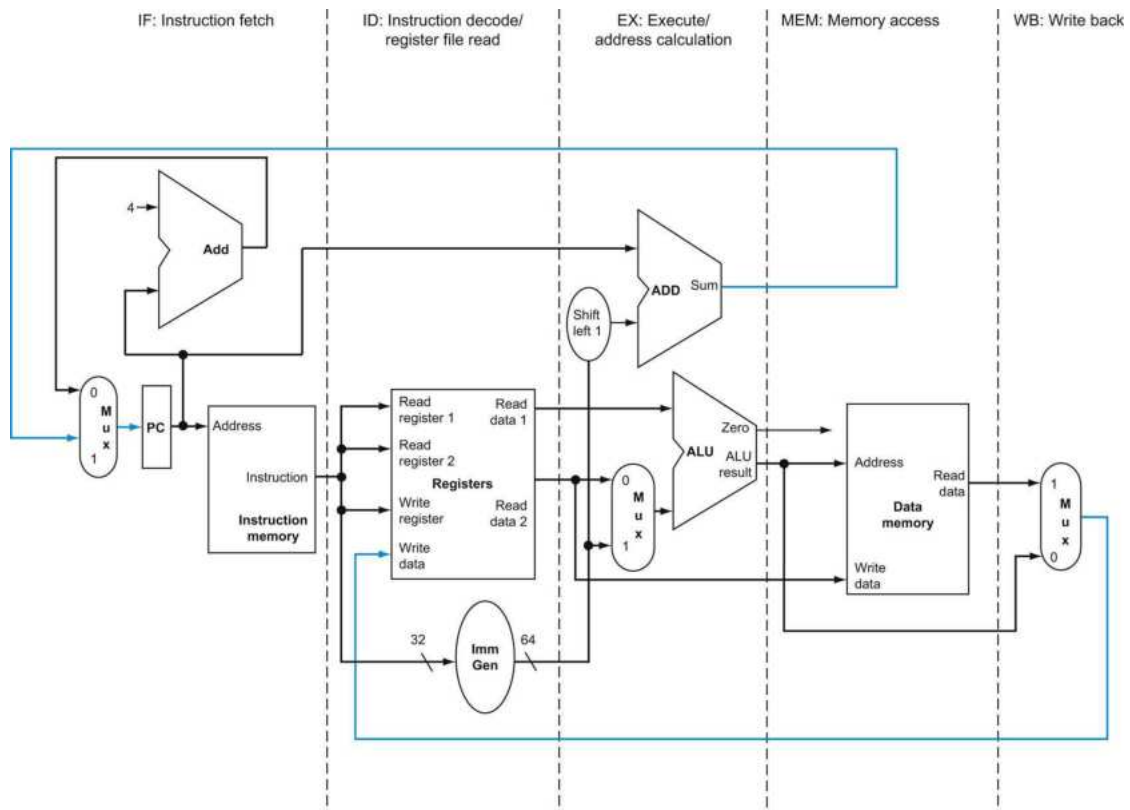 IF: Instruction fetch
ID: Instruction decode/
register file read
EX: Execute/
address calculation
MEM: Memory access
WB: Write back
4
Add
ADD
Sum
Shift
left 1
0
M
u
x
1
PC
Address
Instruction
Instruction
memory
Read
register 1
Read
register 2
Registers
Write
register
Write
data
Read
data 1
Read
data 2
0
M
u
x
1
Zero
ALU
ALU
result
Address
Read
data
Data
memory
Write
data
1
M
u
x
0
32
Imm
Gen
64